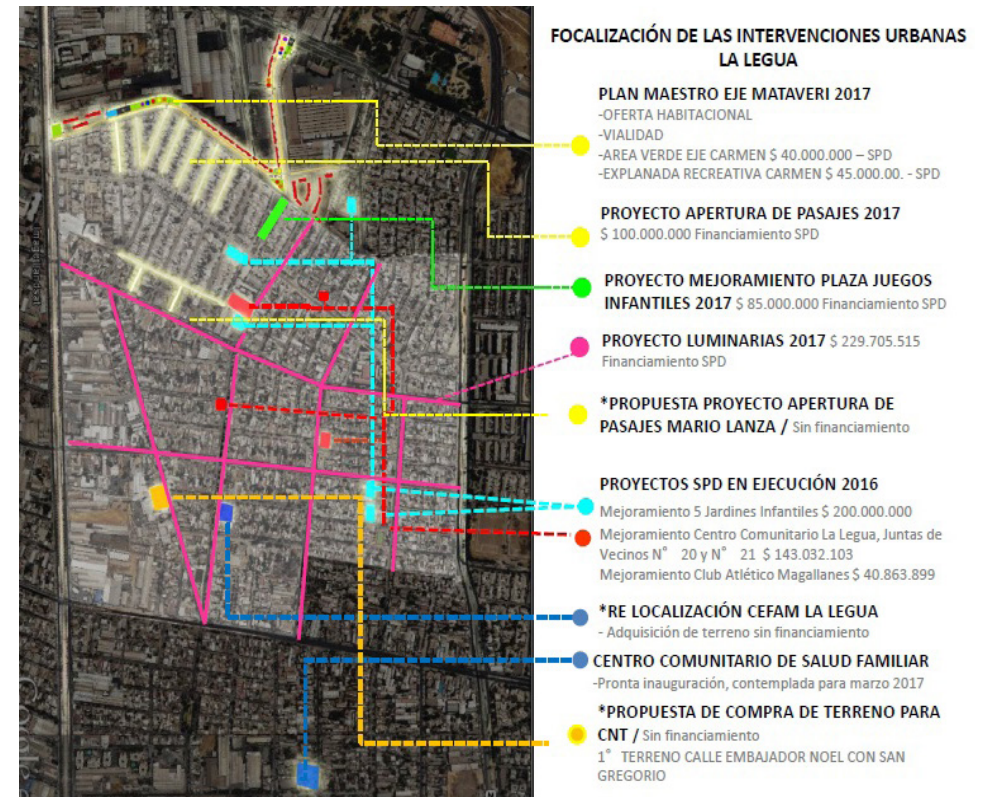 FOCALIZACIÓN DE LAS INTERVENCIONES URBANAS
LA LEGUA
PLAN MAESTRO EJE MATAVERI 2017
-OFERTA HABITACIONAL
-VIALIDAD
-AREA VERDE EJE CARMEN $ 40.000.000 – SPD
-EXPLANADA RECREATIVA CARMEN $ 45.000.00. - SPD
PROYECTO APERTURA DE PASAJES 2017
$ 100.000.000 Financiamiento SPD
PROYECTO MEJORAMIENTO PLAZA JUEGOS
INFANTILES 2017 $ 85.000.000 Financiamiento SPD
PROYECTO LUMINARIAS 2017 $ 229.705.515
Financiamiento SPD
*PROPUESTA PROYECTO APERTURA DE
PASAJES MARIO LANZA / Sin financiamiento
PROYECTOS SPD EN EJECUCIÓN 2016
Mejoramiento 5 Jardines Infantiles $ 200.000.000
Mejoramiento Centro Comunitario La Legua, Juntas de
Vecinos N° 20 y N° 21 $ 143.032.103
Mejoramiento Club Atlético Magallanes $ 40.863.899
*RE LOCALIZACIÓN CEFAM LA LEGUA
- Adquisición de terreno sin financiamiento
CENTRO COMUNITARIO DE SALUD FAMILIAR
-Pronta inauguración, contemplada para marzo 2017
*PROPUESTA DE COMPRA DE TERRENO PARA
CNT / Sin financiamiento
1° TERRENO CALLE EMBAJADOR NOEL CON SAN
GREGORIO